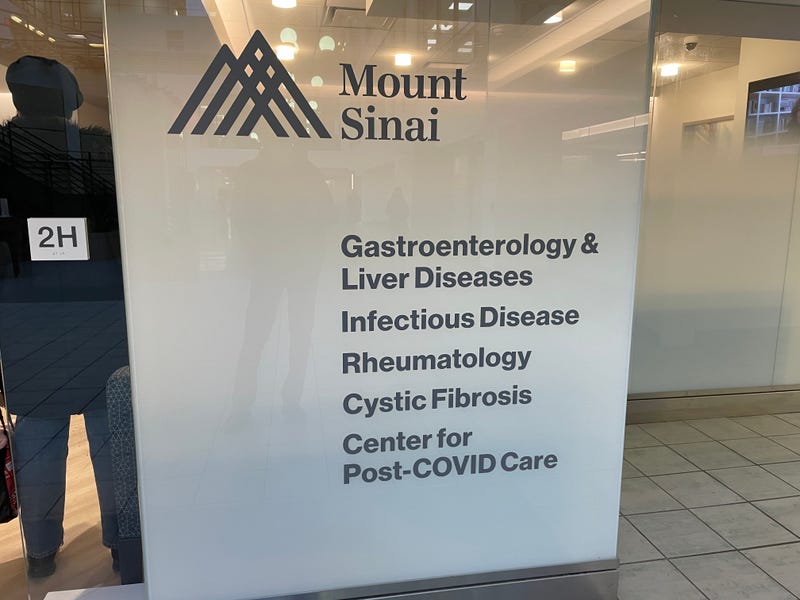 Mount
Sinai
2H
Gastroenterology &
Liver Diseases
Infectious Disease
Rheumatology
Cystic Fibrosis
Center for
Post-COVID Care